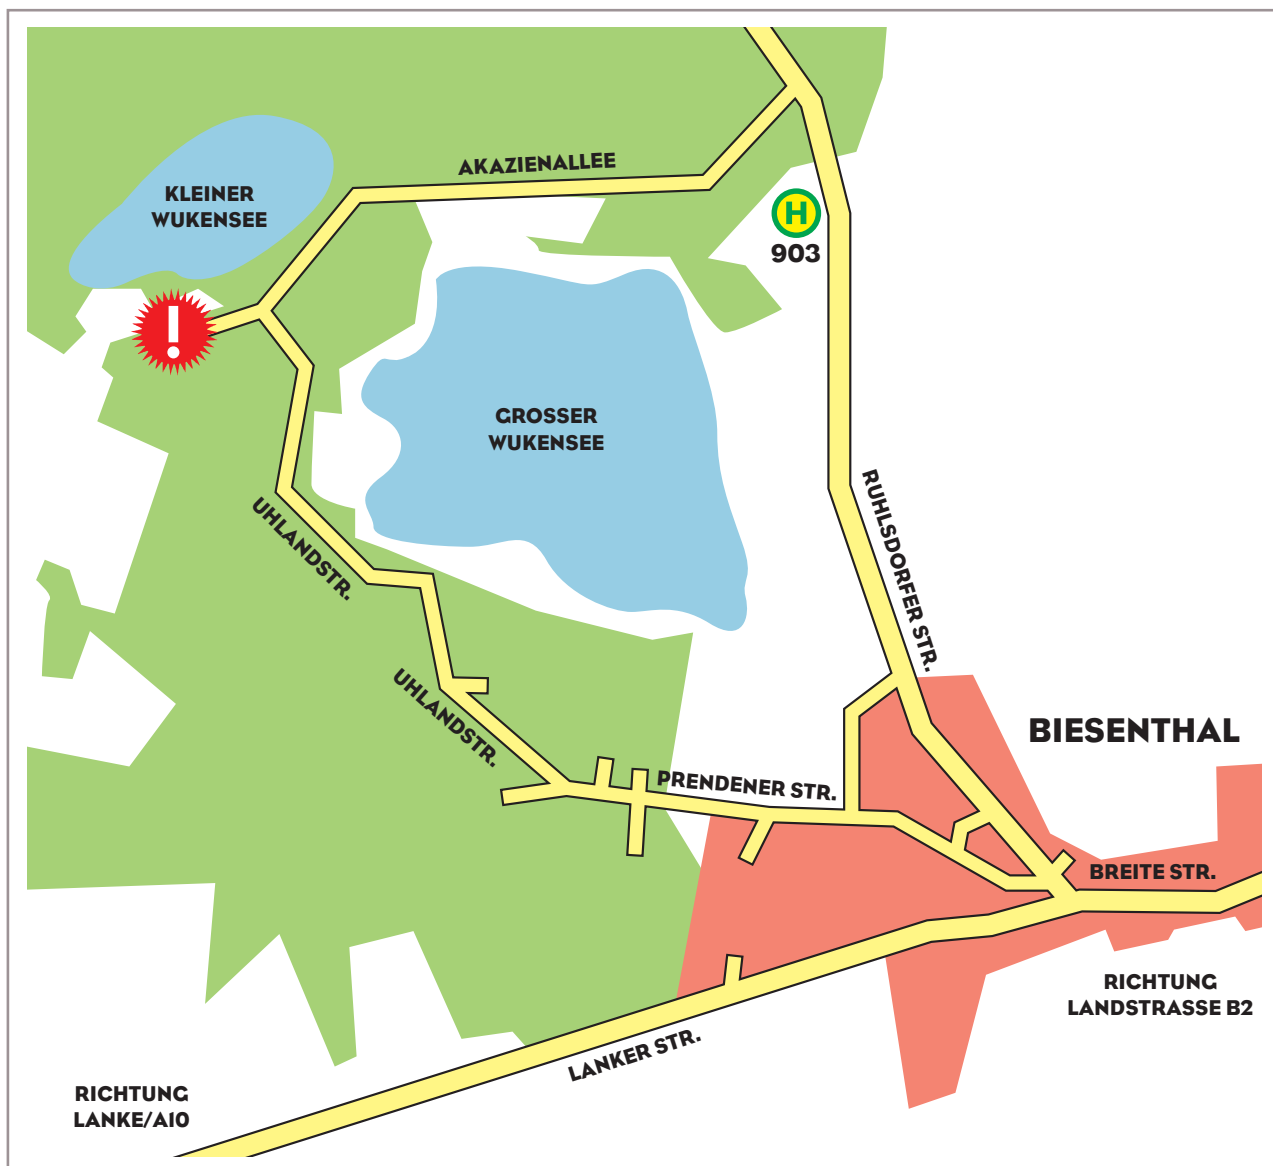 AKAZIENALLEE
KLEINER
WUKENSEE
H
903
!
GROSSER
WUKENSEE
RUHLSDORFER STR.
UHLANDSTR.
UHLANDSTR.
BIESENTHAL
PRENDENER STR.
BREITE STR.
RICHTUNG
LANDSTRASSE B2
LANKER STR.
RICHTUNG
LANKE/A10